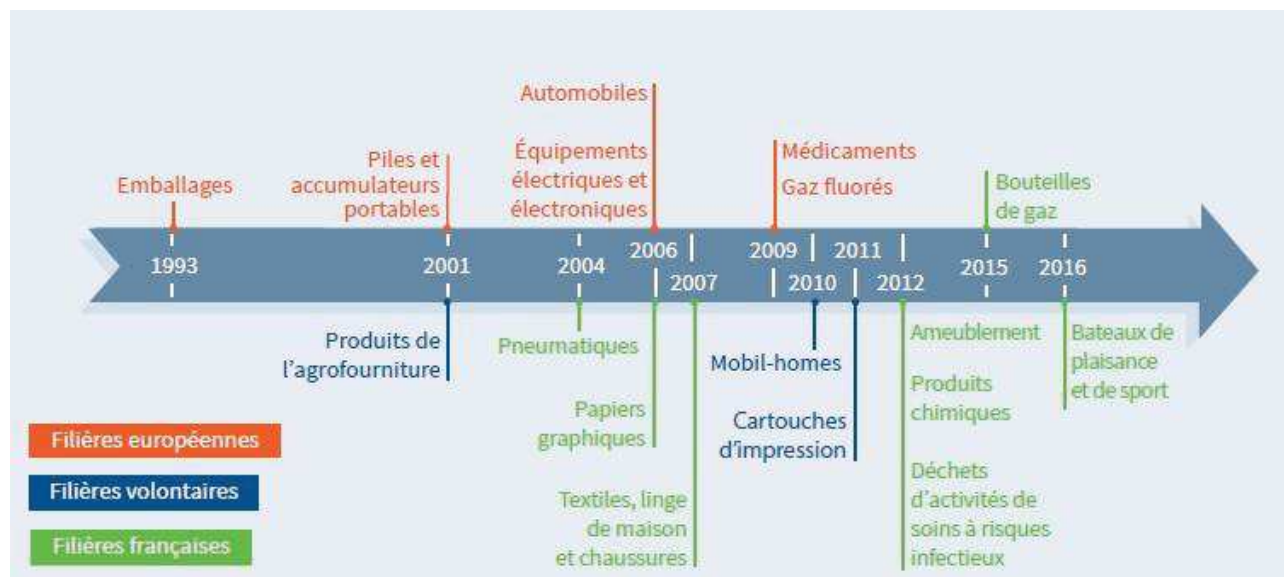 Automobiles
Équipements
électriques et
électroniques
Piles et
accumulateurs
portables
Emballages
Médicaments
Gaz fluorés
Bouteilles
de gaz
1993
2001
2004
2006
2007
2009
2010
2011
2012
2015
2016
Produits de
l'agrofourniture
Pneumatiques
Papiers
graphiques
Textiles, linge
de maison
et chaussures
Mobil-homes
Cartouches
d'impression
Ameublement
Produits
chimiques
Déchets
d'activités de
soins à risques
infectieux
Bateaux de
plaisance
et de sport
Filières européennes
Filières volontaires
Filières françaises